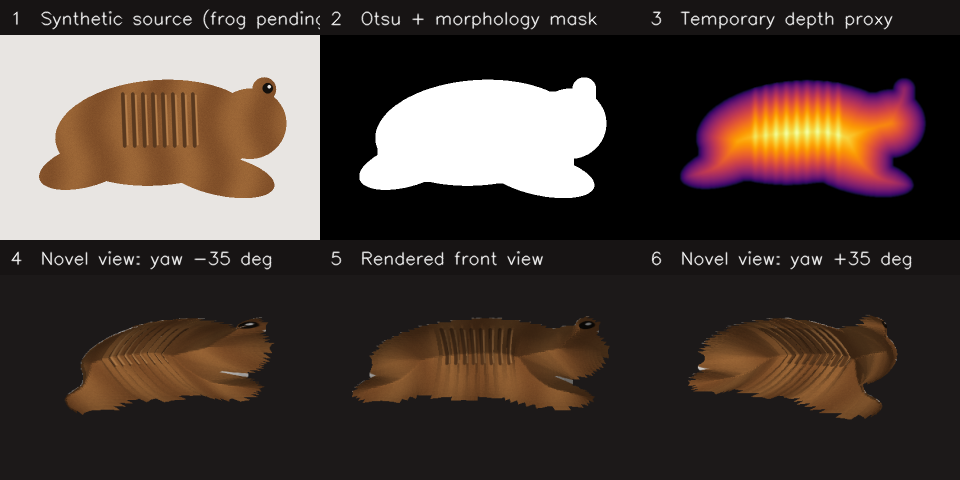 1 Synthetic source (frog pending
2 Otsu + morphology mask
3 Temporary depth proxy
4 Novel view: yaw −35 deg
5 Rendered front view
6 Novel view: yaw +35 deg